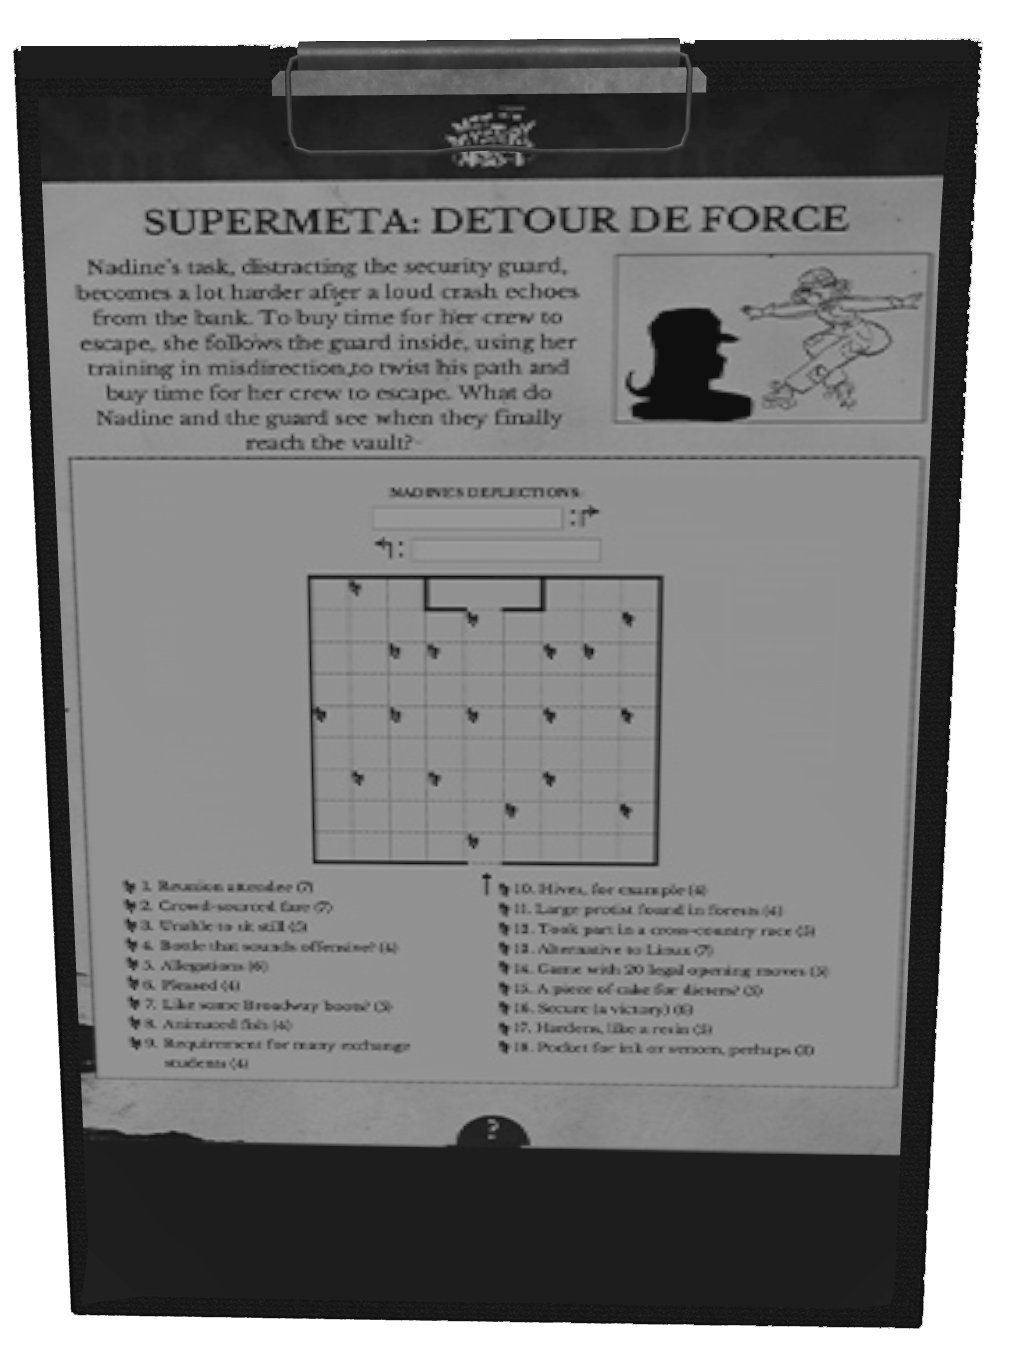 SUPERMETA: DETOUR DE FORCE
Nadine's task, distracting the security guard,
becomes a lot harder after a loud crash echoes
from the bank. To buy time for her crew to
escape, she follows the guard inside, using her
training in misdirection to twist his path and
buy time for her crew to escape. What do
Nadine and the guard see when they finally
reach the vault?
NADINE'S DEFLECTIONS:
1. Reunion attendee (7)
2. Crowd-sourced fare (7)
3. Unable to sit still (5)
4. Bottle that sounds offensive? (4)
5. Allegations (6)
6. Pleased (4)
7. Like some Broadway boots? (5)
8. Animated fish (4)
9. Requirement for many exchange
students (4)
10. Hives, for example (4)
11. Large protist found in forests (4)
12. Took part in a cross-country race (5)
13. Alternative to Linux (7)
14. Game with 20 legal opening moves (5)
15. A piece of cake for dieters? (5)
16. Secure (a victory) (6)
17. Hardens, like a resin (5)
18. Pocket for ink or venom, perhaps (3)
?